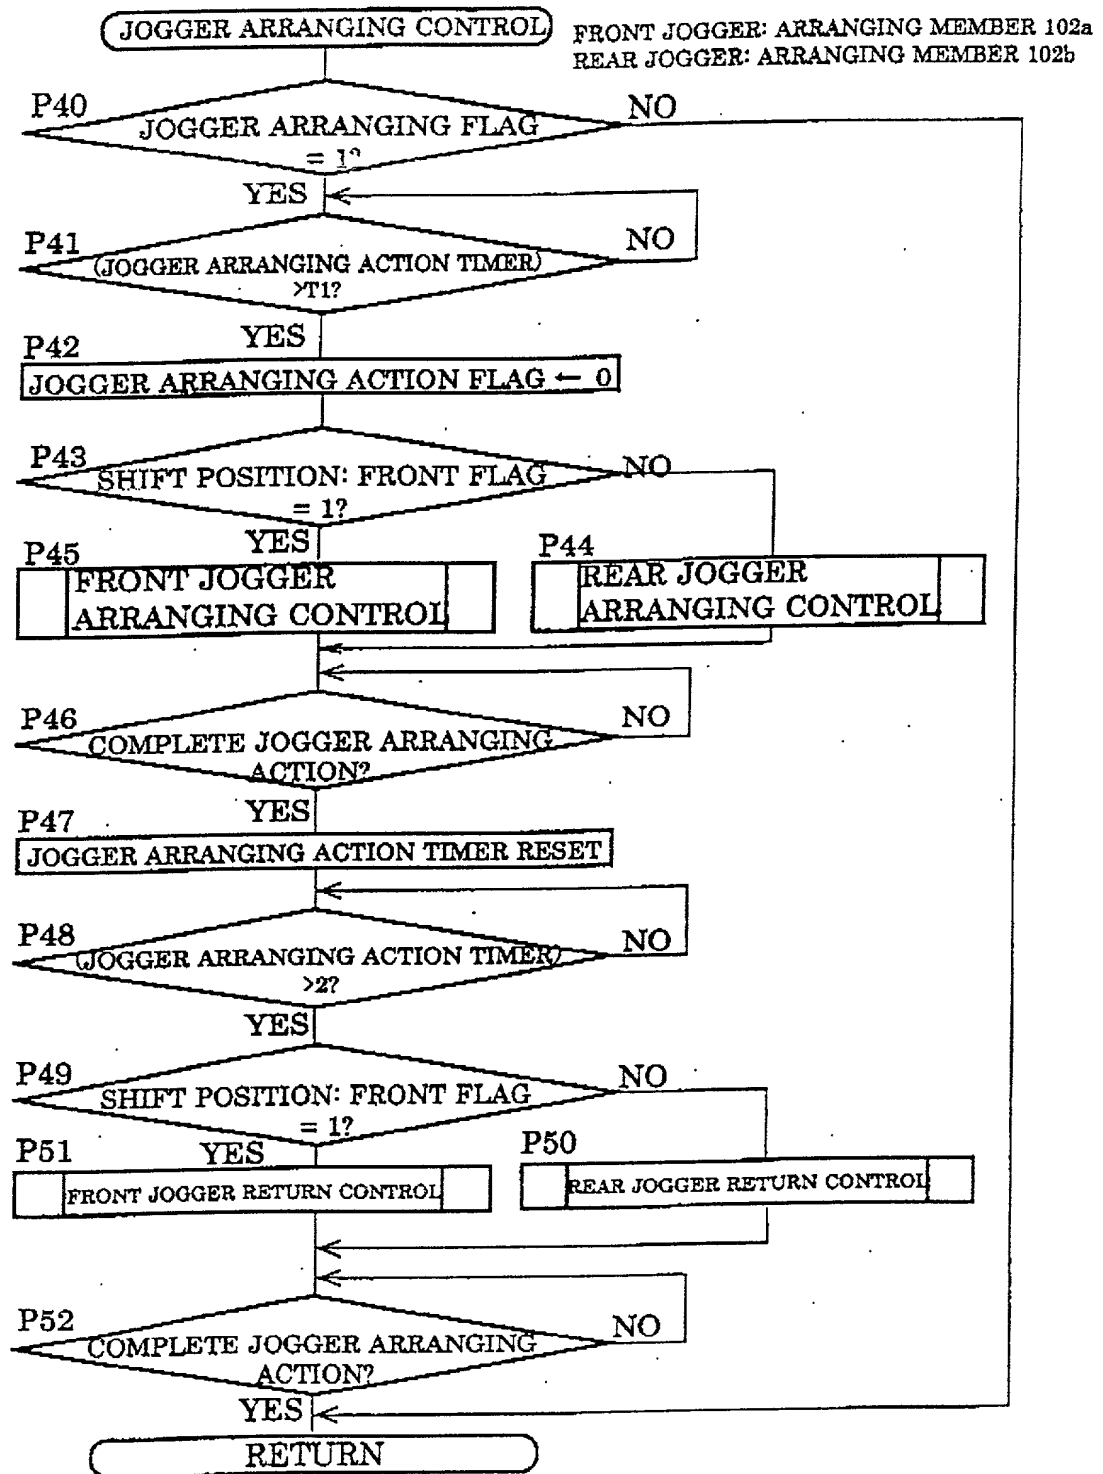 JOGGER ARRANGING CONTROL
FRONT JOGGER: ARRANGING MEMBER 102a
REAR JOGGER: ARRANGING MEMBER 102b
P40
NO
JOGGER ARRANGING FLAG
= 1?
YES
P41
NO
(JOGGER ARRANGING ACTION TIMER)
>T1?
YES
P42
JOGGER ARRANGING ACTION FLAG ← 0
P43
NO
SHIFT POSITION: FRONT FLAG
= 1?
YES
P45
P44
FRONT JOGGER
ARRANGING CONTROL
REAR JOGGER
ARRANGING CONTROL
P46
NO
COMPLETE JOGGER ARRANGING
ACTION?
YES
P47
JOGGER ARRANGING ACTION TIMER RESET
P48
NO
(JOGGER ARRANGING ACTION TIMER)
>2?
YES
P49
NO
SHIFT POSITION: FRONT FLAG
= 1?
YES
P51
P50
FRONT JOGGER RETURN CONTROL
REAR JOGGER RETURN CONTROL
P52
NO
COMPLETE JOGGER ARRANGING
ACTION?
YES
RETURN